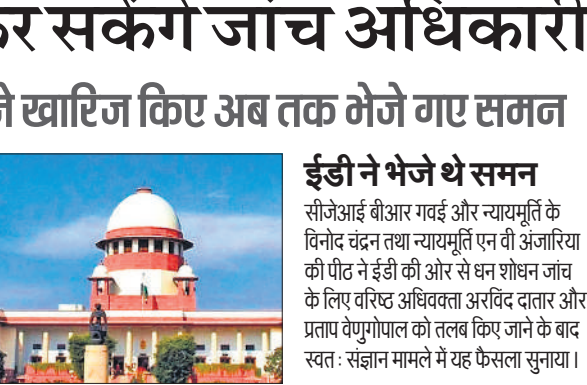 कर सकेंगे जांच अधिकारी
ने खारिज किए अब तक भेजे गए समन
ईडी ने भेजे थे समन
सीजेआई बीआर गवई और न्यायमूर्ति के
विनोद चंद्रन तथा न्यायमूर्ति एन वी अंजारिया
की पीठ ने ईडी की ओर से धन शोधन जांच
के लिए वरिष्ठ अधिवक्ता अरविंद दातार और
प्रताप वेणुगोपाल को तलब किए जाने के बाद
स्वत: संज्ञान मामले में यह फैसला सुनाया।